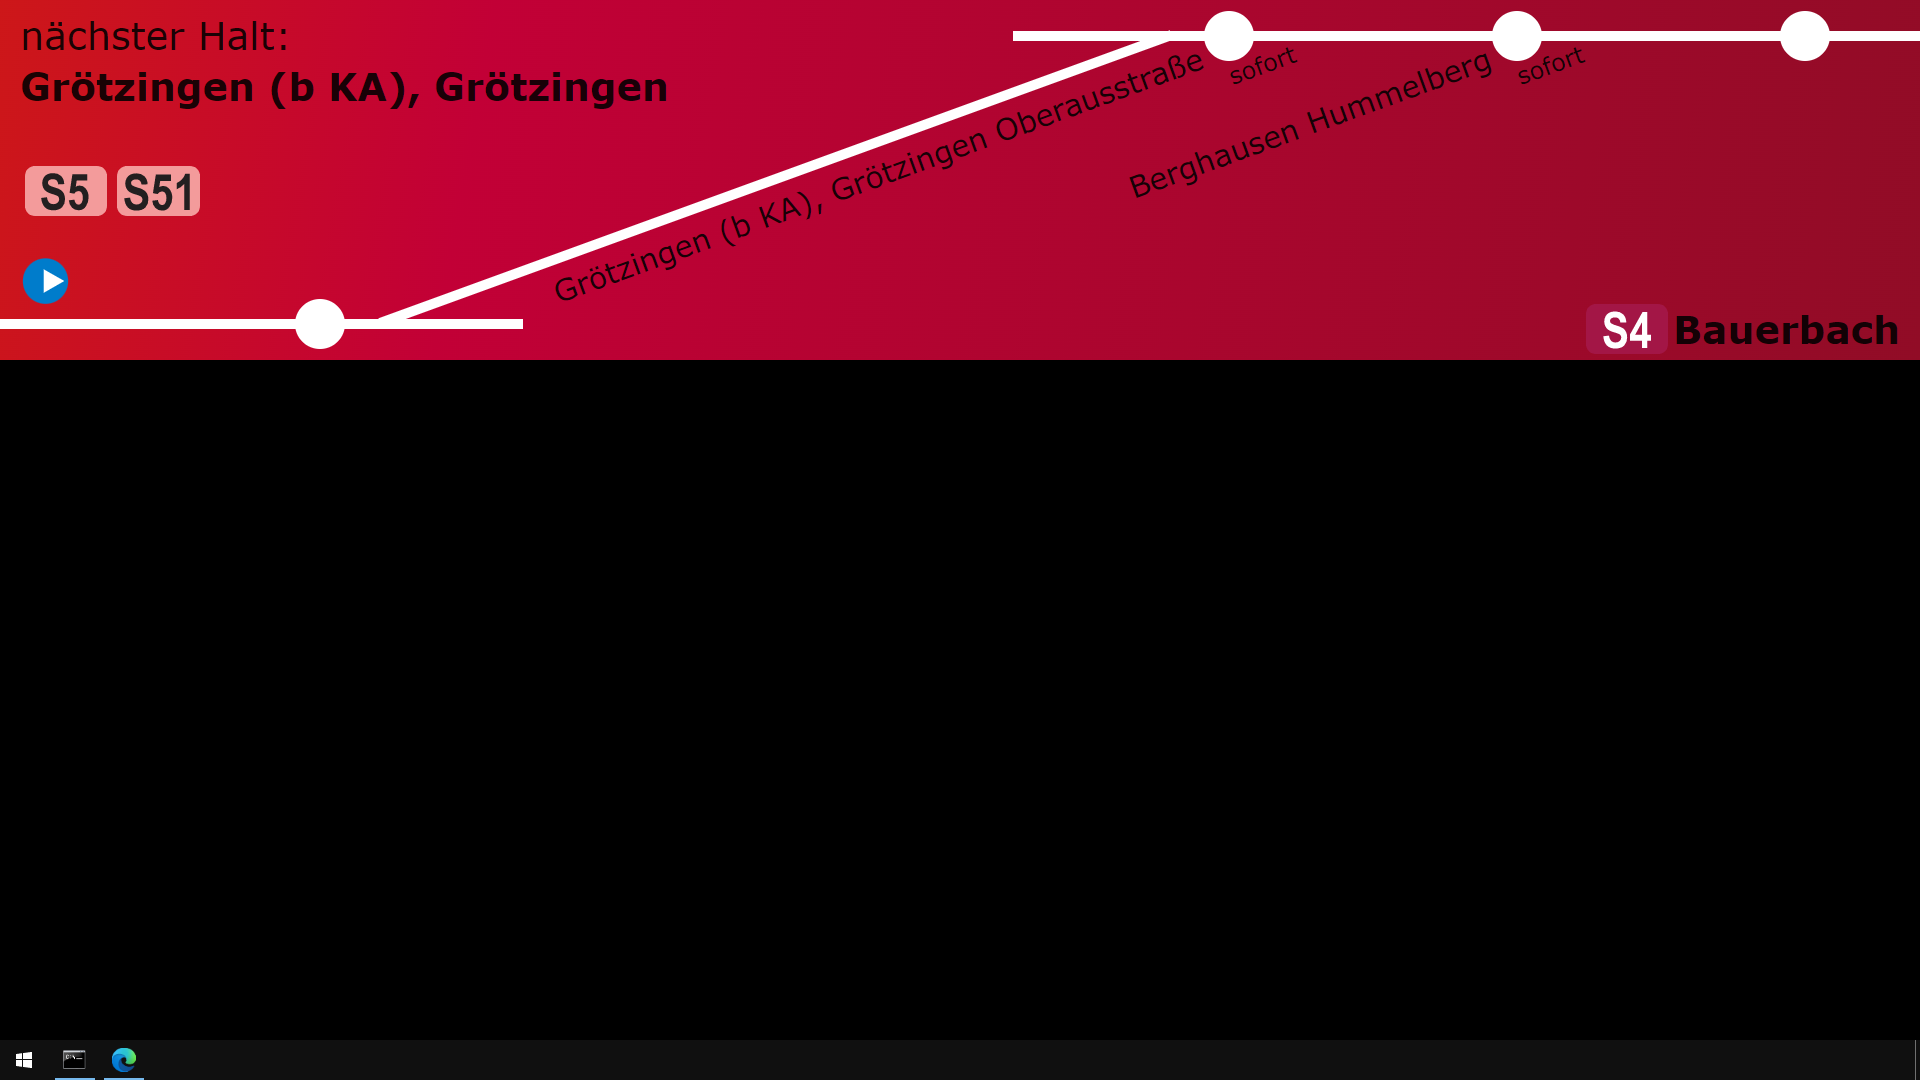 nächster Halt:
Grötzingen (b KA), Grötzingen
S5 S51
Grötzingen (b KA), Grötzingen Oberausstraße
sofort
Berghausen Hummelberg
sofort
S4 Bauerbach